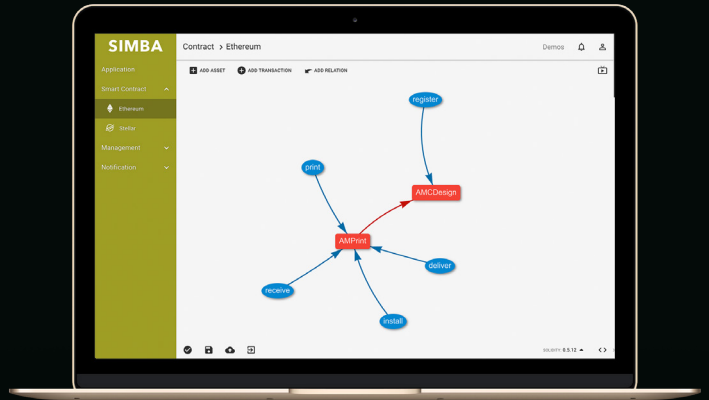 SIMBA
Contract > Ethereum
Demos
Application
ADD ASSET
ADD TRANSACTION
ADD RELATION
Smart Contract
Ethereum
Stellar
Management
Notification
register
print
AMCDesign
AMPrint
deliver
receive
install
SOLIDITY: 0.5.12